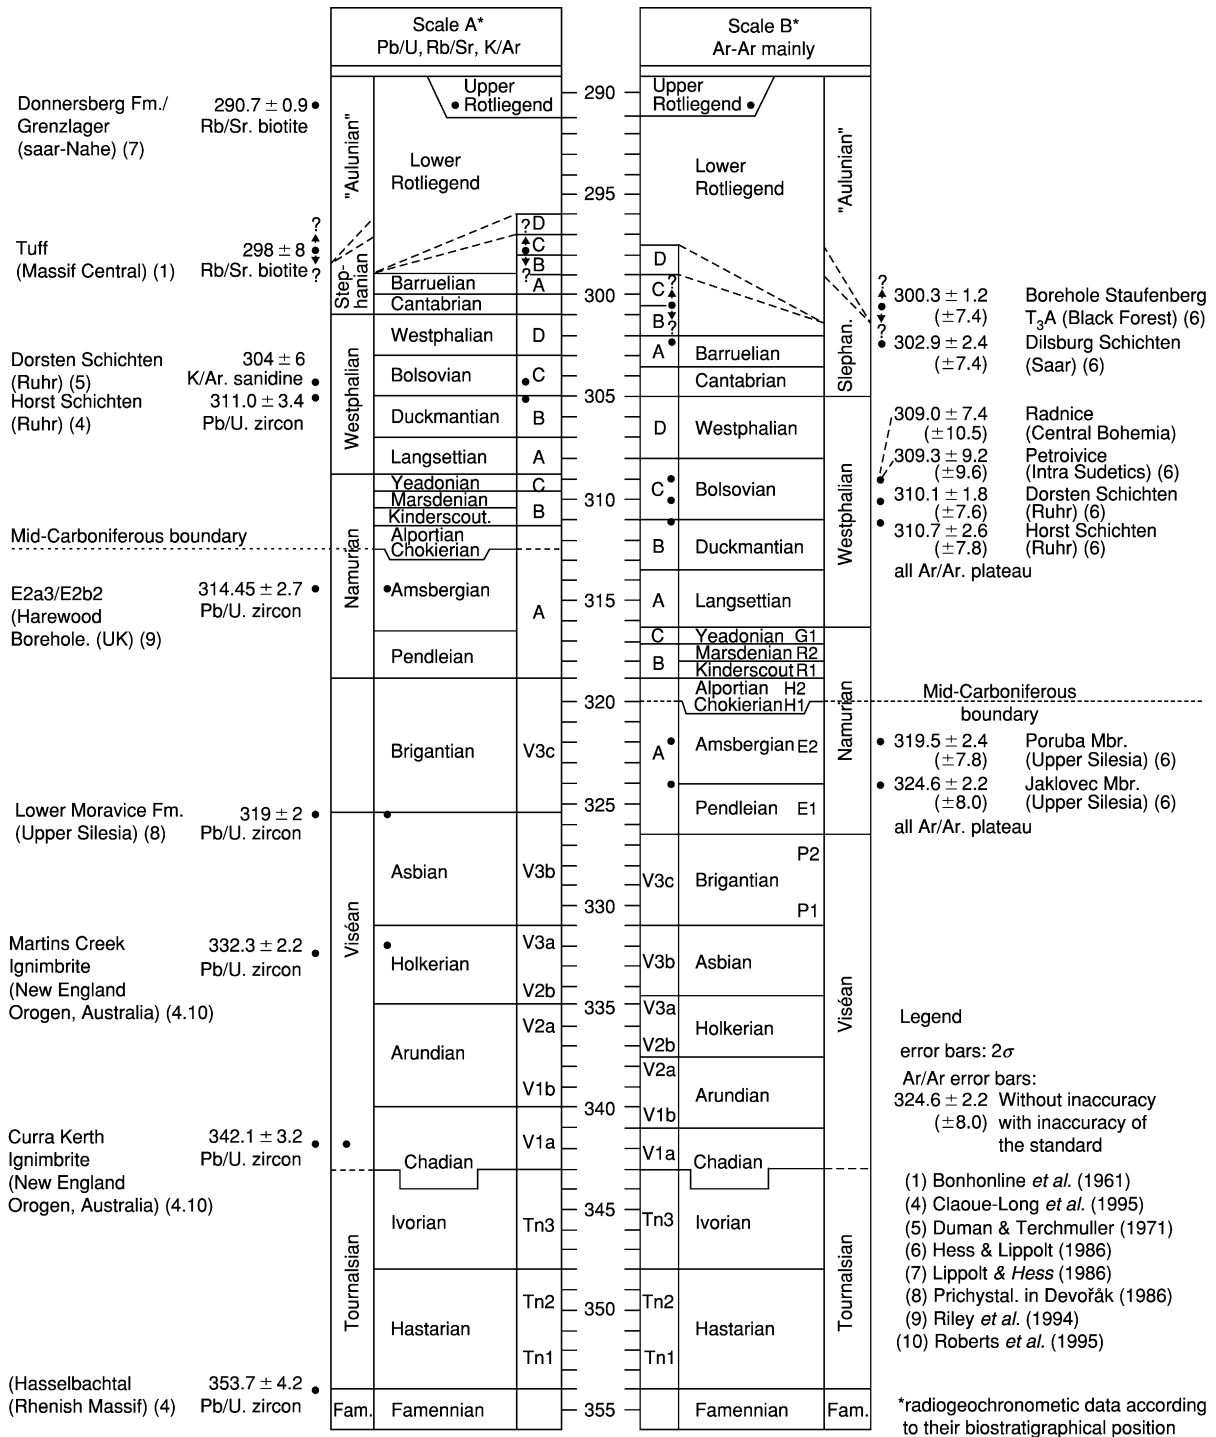 Scale A*
Pb/U, Rb/Sr, K/Ar
Scale B*
Ar-Ar mainly
Donnersberg Fm./
Grenzlager
(saar-Nahe) (7)
290.7 ± 0.9
Rb/Sr. biotite
Tuff
(Massif Central) (1)
?
298 ± 8
Rb/Sr. biotite
?
Dorsten Schichten
(Ruhr) (5)
304 ± 6
K/Ar. sanidine
Horst Schichten
(Ruhr) (4)
311.0 ± 3.4
Pb/U. zircon
Mid-Carboniferous boundary
E2a3/E2b2
(Harewood
Borehole. (UK) (9)
314.45 ± 2.7
Pb/U. zircon
Lower Moravice Fm.
(Upper Silesia) (8)
319 ± 2
Pb/U. zircon
Martins Creek
Ignimbrite
(New England
Orogen, Australia) (4.10)
332.3 ± 2.2
Pb/U. zircon
Curra Kerth
Ignimbrite
(New England
Orogen, Australia) (4.10)
342.1 ± 3.2
Pb/U. zircon
(Hasselbachtal
(Rhenish Massif) (4)
353.7 ± 4.2
Pb/U. zircon
"Aulunian"
Step-
hanian
Westphalian
Namurian
Viséan
Tournalsian
Fam.
Upper
Rotliegend
Lower
Rotliegend
Barruelian
Cantabrian
Westphalian
Bolsovian
Duckmantian
Langsettian
Yeadonian
Marsdenian
Kinderscout.
Alportian
Chokierian
Amsbergian
Pendleian
Brigantian
Asbian
Holkerian
Arundian
Chadian
Ivorian
Hastarian
Famennian
?
D
C
B
?
A
D
C
B
A
C
B
A
V3c
V3b
V3a
V2b
V2a
V1b
V1a
Tn3
Tn2
Tn1
290
295
300
305
310
315
320
325
330
335
340
345
350
355
D
C
?
B
?
A
D
C
B
A
C
B
A
V3c
V3b
V3a
V2b
V2a
V1b
V1a
Tn3
Tn2
Tn1
Upper
Rotliegend
Lower
Rotliegend
Barruelian
Cantabrian
Westphalian
Bolsovian
Duckmantian
Langsettian
Yeadonian G1
Marsdenian R2
Kinderscout R1
Alportian H2
Chokierian H1
Amsbergian E2
Pendleian E1
P2
Brigantian
P1
Asbian
Holkerian
Arundian
Chadian
Ivorian
Hastarian
Famennian
"Aulunian"
Slephan.
Westphalian
Namurian
Viséan
Tournalsian
Fam.
?
300.3 ± 1.2
(±7.4)
Borehole Staufenberg
T3A (Black Forest) (6)
?
302.9 ± 2.4
(±7.4)
Dilsburg Schichten
(Saar) (6)
309.0 ± 7.4
(±10.5)
Radnice
(Central Bohemia)
309.3 ± 9.2
(±9.6)
Petroivice
(Intra Sudetics) (6)
310.1 ± 1.8
(±7.6)
Dorsten Schichten
(Ruhr) (6)
310.7 ± 2.6
(±7.8)
Horst Schichten
(Ruhr) (6)
all Ar/Ar. plateau
Mid-Carboniferous
boundary
319.5 ± 2.4
(±7.8)
Poruba Mbr.
(Upper Silesia) (6)
324.6 ± 2.2
(±8.0)
Jaklovec Mbr.
(Upper Silesia) (6)
all Ar/Ar. plateau
Legend
error bars: 2σ
Ar/Ar error bars:
324.6 ± 2.2 Without inaccuracy
(±8.0) with inaccuracy of
the standard
(1) Bonhonline et al. (1961)
(4) Claoue-Long et al. (1995)
(5) Duman & Terchmuller (1971)
(6) Hess & Lippolt (1986)
(7) Lippolt & Hess (1986)
(8) Prichystal. in Devořåk (1986)
(9) Riley et al. (1994)
(10) Roberts et al. (1995)
*radiogeochronometic data according
to their biostratigraphical position